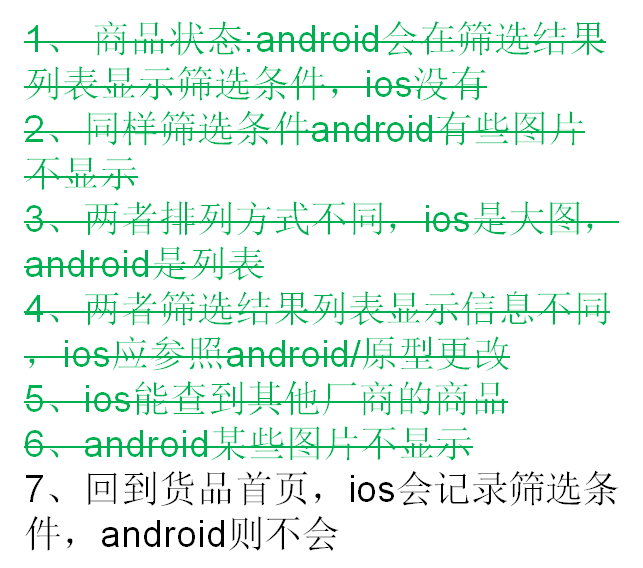 1、 商品状态:android会在筛选结果
列表显示筛选条件，ios没有
2、同样筛选条件android有些图片
不显示
3、两者排列方式不同，ios是大图，
android是列表
4、两者筛选结果列表显示信息不同
，ios应参照android/原型更改
5、ios能查到其他厂商的商品
6、android某些图片不显示
7、回到货品首页，ios会记录筛选条
件，android则不会